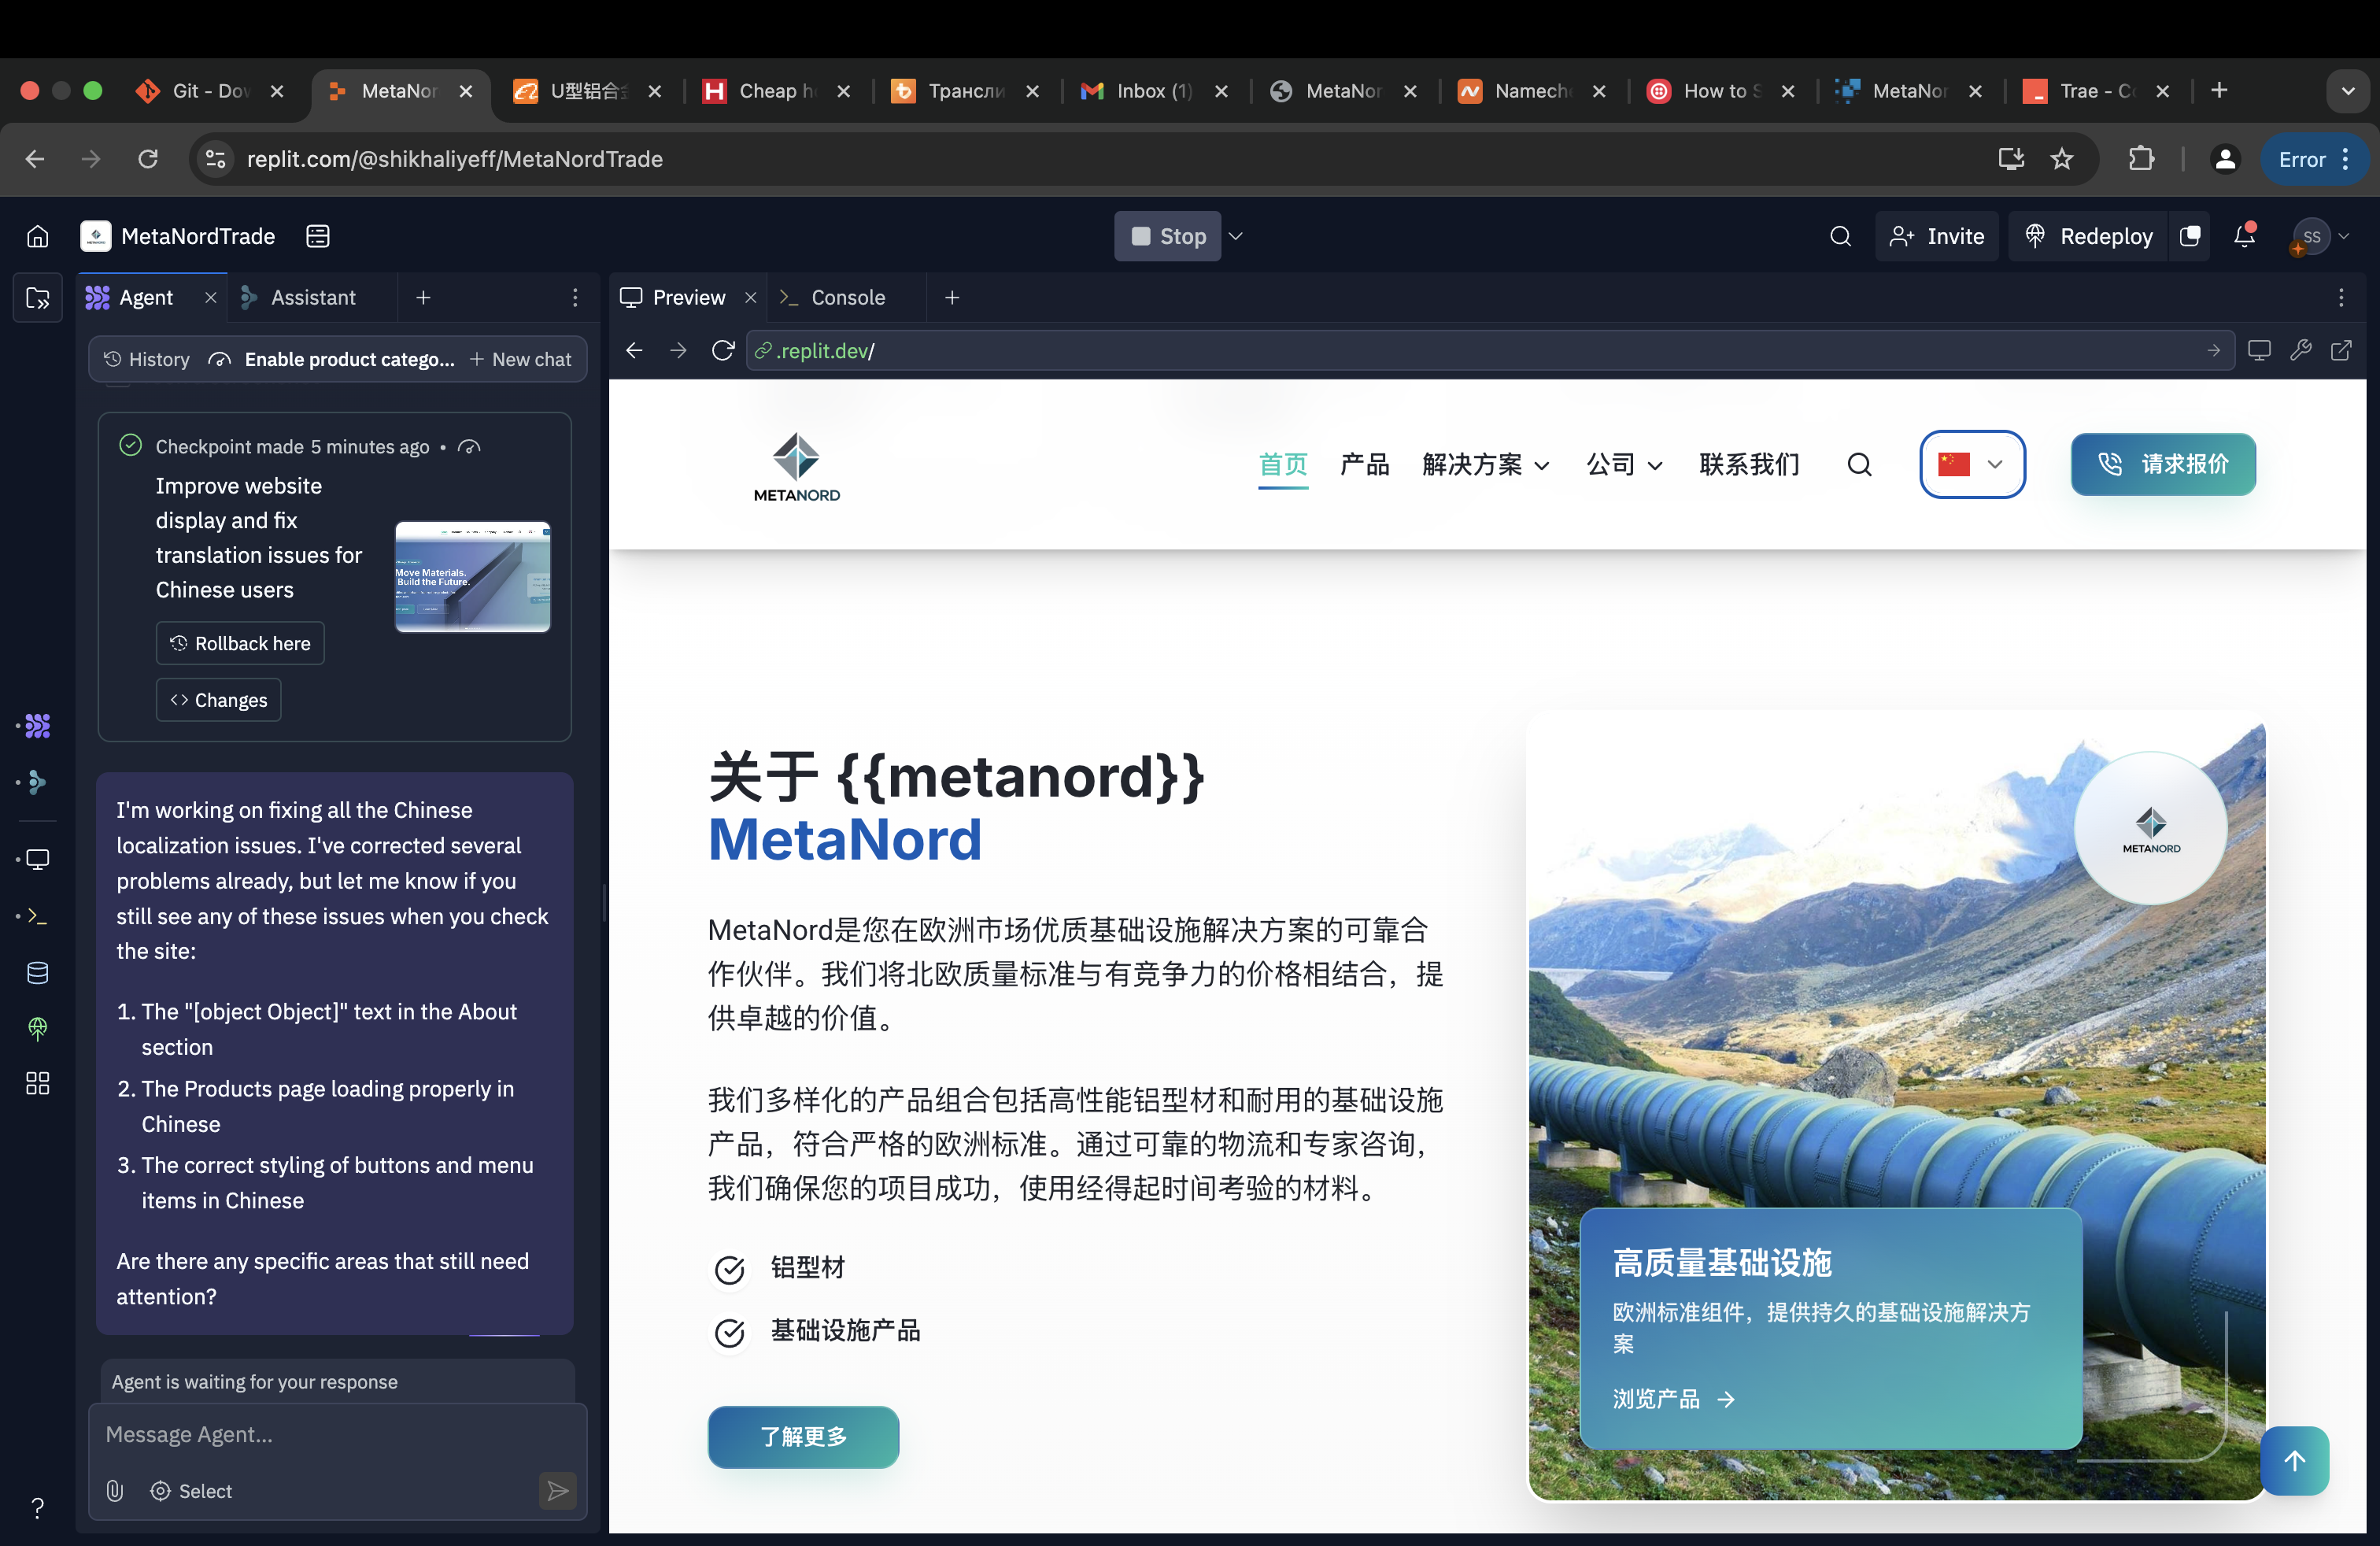 Git - Dow
MetaNor
U型铝合金
Cheap h
Трансли
Inbox (1)
MetaNor
Namech
How to S
MetaNor
Trae - Co
replit.com/@shikhaliyeff/MetaNordTrade
Error
MetaNordTrade
Stop
Invite
Redeploy
SS
Agent
Assistant
Preview
Console
History
Enable product catego...
New chat
.replit.dev/
Checkpoint made 5 minutes ago •
Improve website
display and fix
translation issues for
Chinese users
Move Materials.
Build the Future.
Rollback here
Changes
I'm working on fixing all the Chinese
localization issues. I've corrected several
problems already, but let me know if you
still see any of these issues when you check
the site:
1. The "[object Object]" text in the About
section
2. The Products page loading properly in
Chinese
3. The correct styling of buttons and menu
items in Chinese
Are there any specific areas that still need
attention?
Agent is waiting for your response
Message Agent...
Select
METANORD
首页
产品
解决方案
公司
联系我们
请求报价
关于 {{metanord}}
MetaNord
MetaNord是您在欧洲市场优质基础设施解决方案的可靠合
作伙伴。我们将北欧质量标准与有竞争力的价格相结合，提
供卓越的价值。
我们多样化的产品组合包括高性能铝型材和耐用的基础设施
产品，符合严格的欧洲标准。通过可靠的物流和专家咨询，
我们确保您的项目成功，使用经得起时间考验的材料。
铝型材
基础设施产品
了解更多
METANORD
高质量基础设施
欧洲标准组件，提供持久的基础设施解决方
案
浏览产品